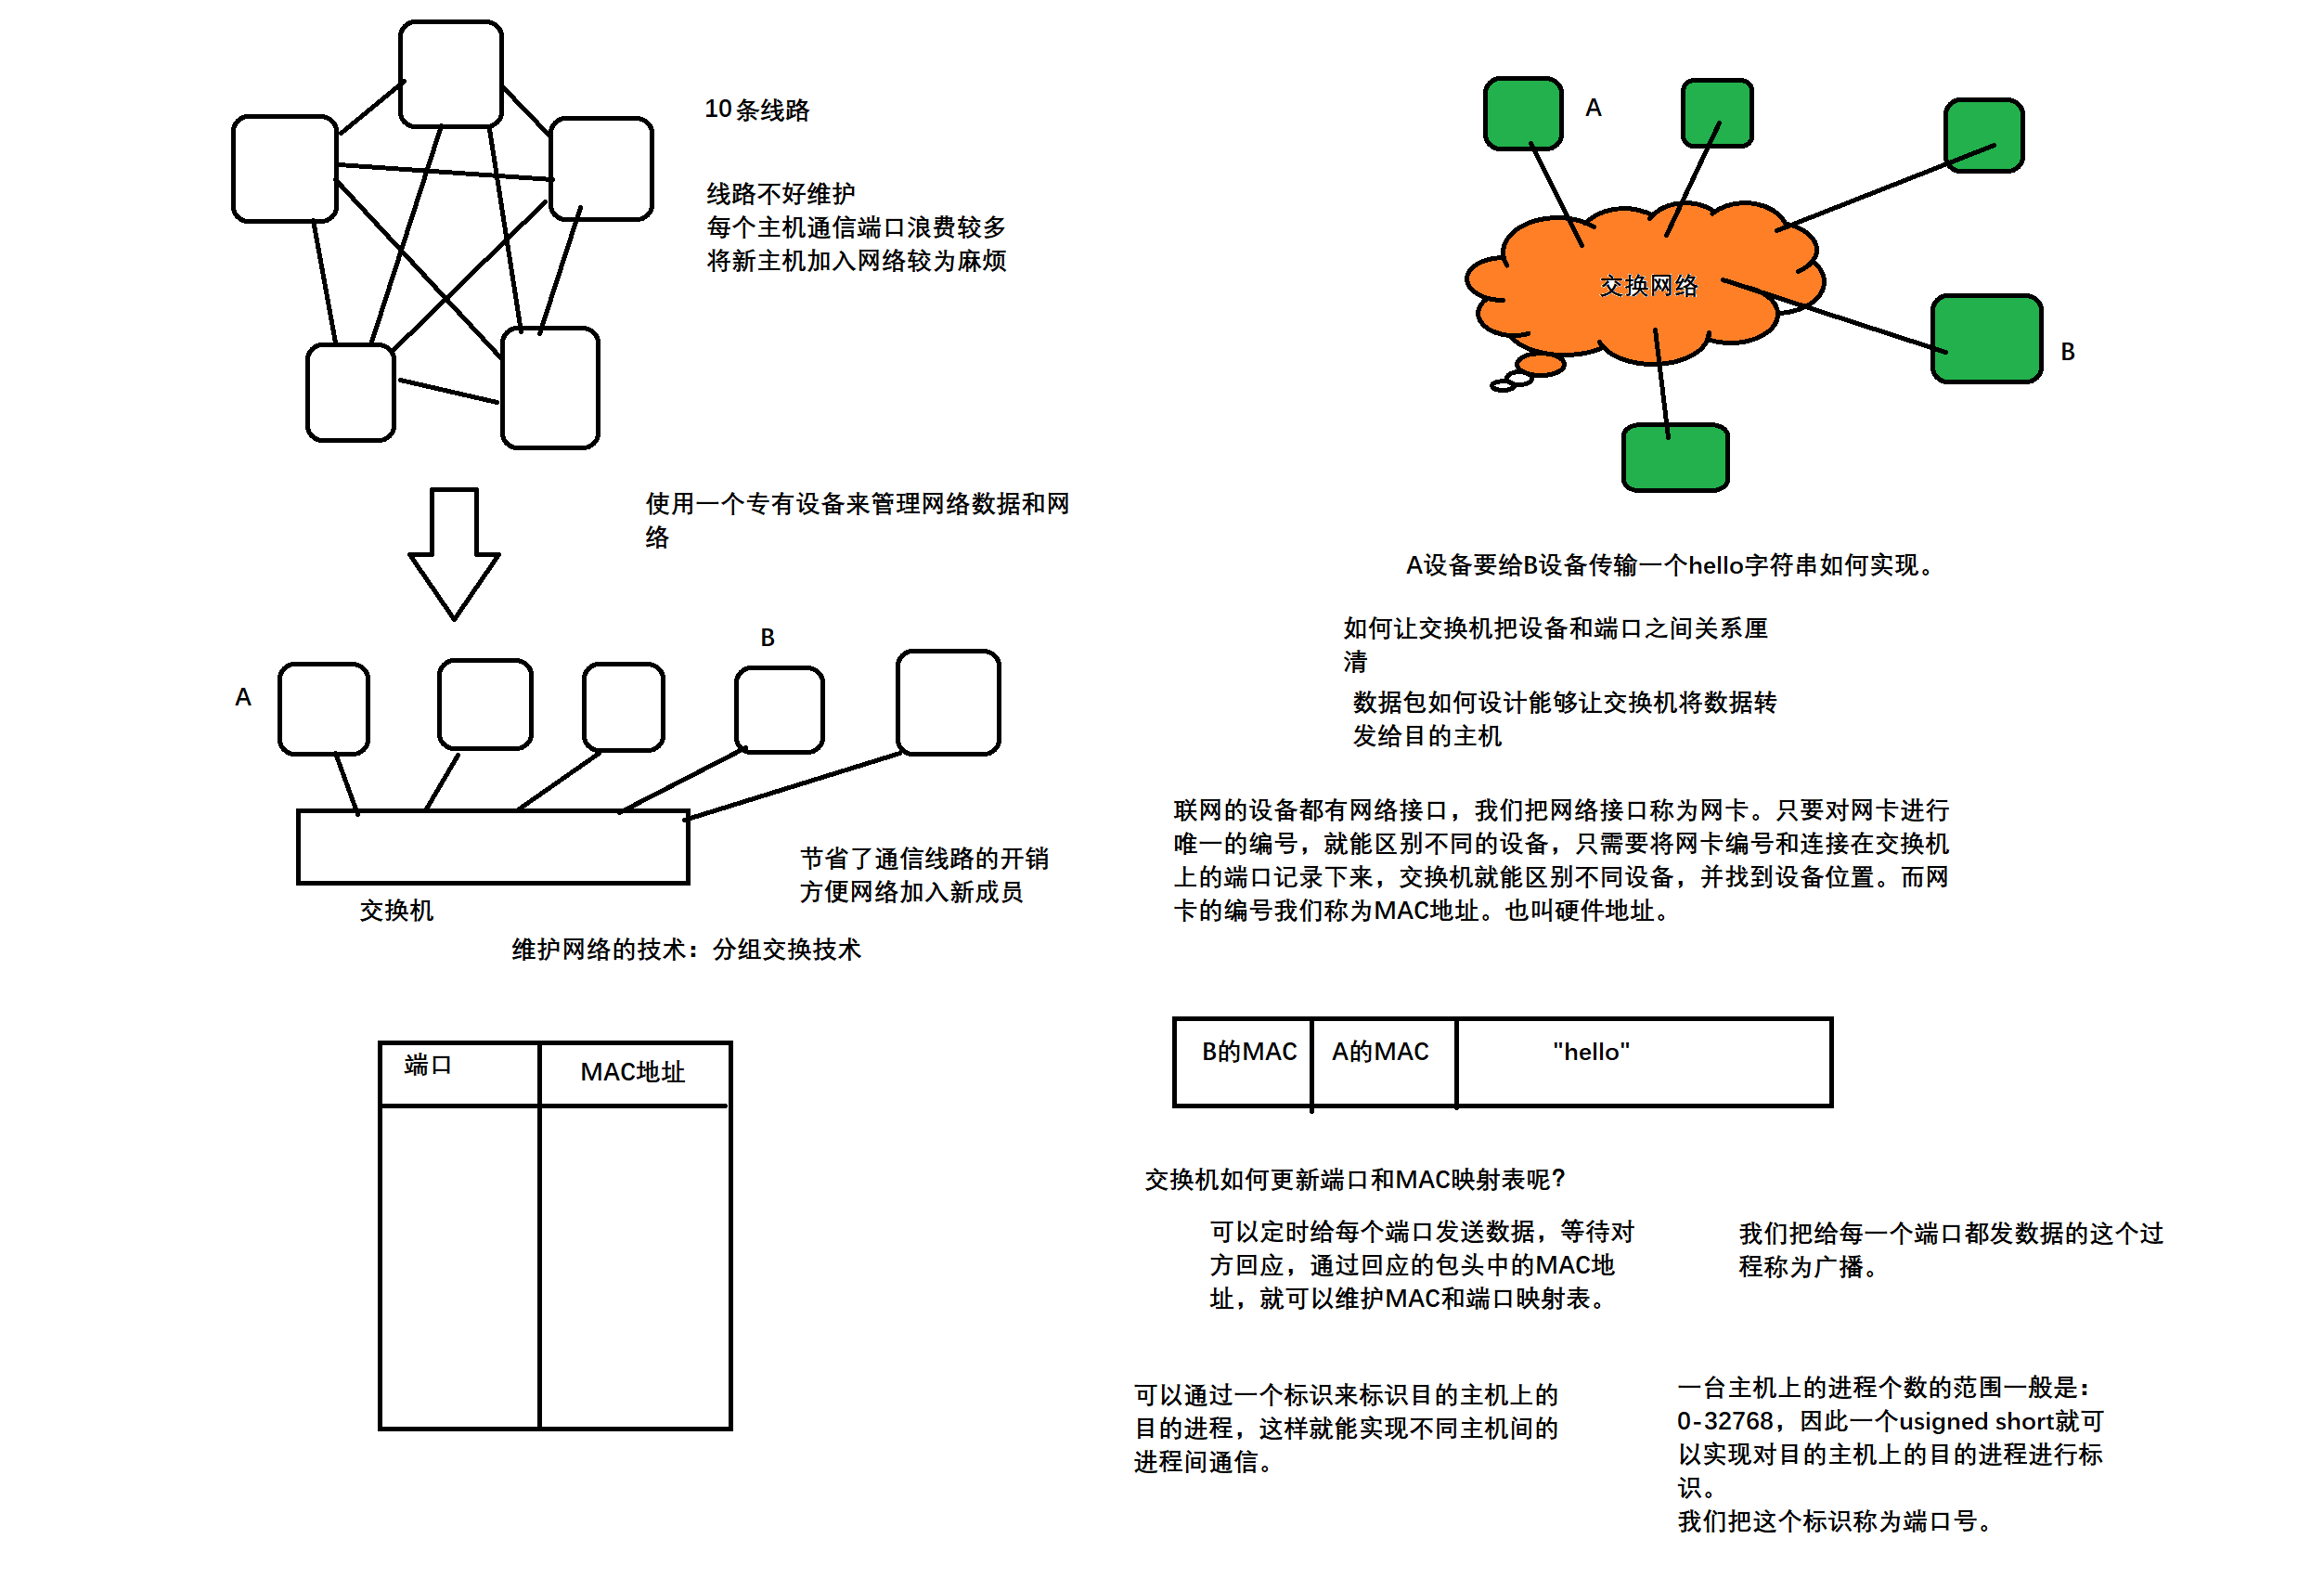 10条线路
线路不好维护
每个主机通信端口浪费较多
将新主机加入网络较为麻烦
使用一个专有设备来管理网络数据和网
络
A
B
交换机
节省了通信线路的开销
方便网络加入新成员
维护网络的技术：分组交换技术
端口
MAC地址
A
交换网络
B
A设备要给B设备传输一个hello字符串如何实现。
如何让交换机把设备和端口之间关系厘
清
数据包如何设计能够让交换机将数据转
发给目的主机
联网的设备都有网络接口，我们把网络接口称为网卡。只要对网卡进行
唯一的编号，就能区别不同的设备，只需要将网卡编号和连接在交换机
上的端口记录下来，交换机就能区别不同设备，并找到设备位置。而网
卡的编号我们称为MAC地址。也叫硬件地址。
B的MAC
A的MAC
"hello"
交换机如何更新端口和MAC映射表呢？
可以定时给每个端口发送数据，等待对
方回应，通过回应的包头中的MAC地
址，就可以维护MAC和端口映射表。
我们把给每一个端口都发数据的这个过
程称为广播。
可以通过一个标识来标识目的主机上的
目的进程，这样就能实现不同主机间的
进程间通信。
一台主机上的进程个数的范围一般是：
0-32768，因此一个usigned short就可
以实现对目的主机上的目的进程进行标
识。
我们把这个标识称为端口号。